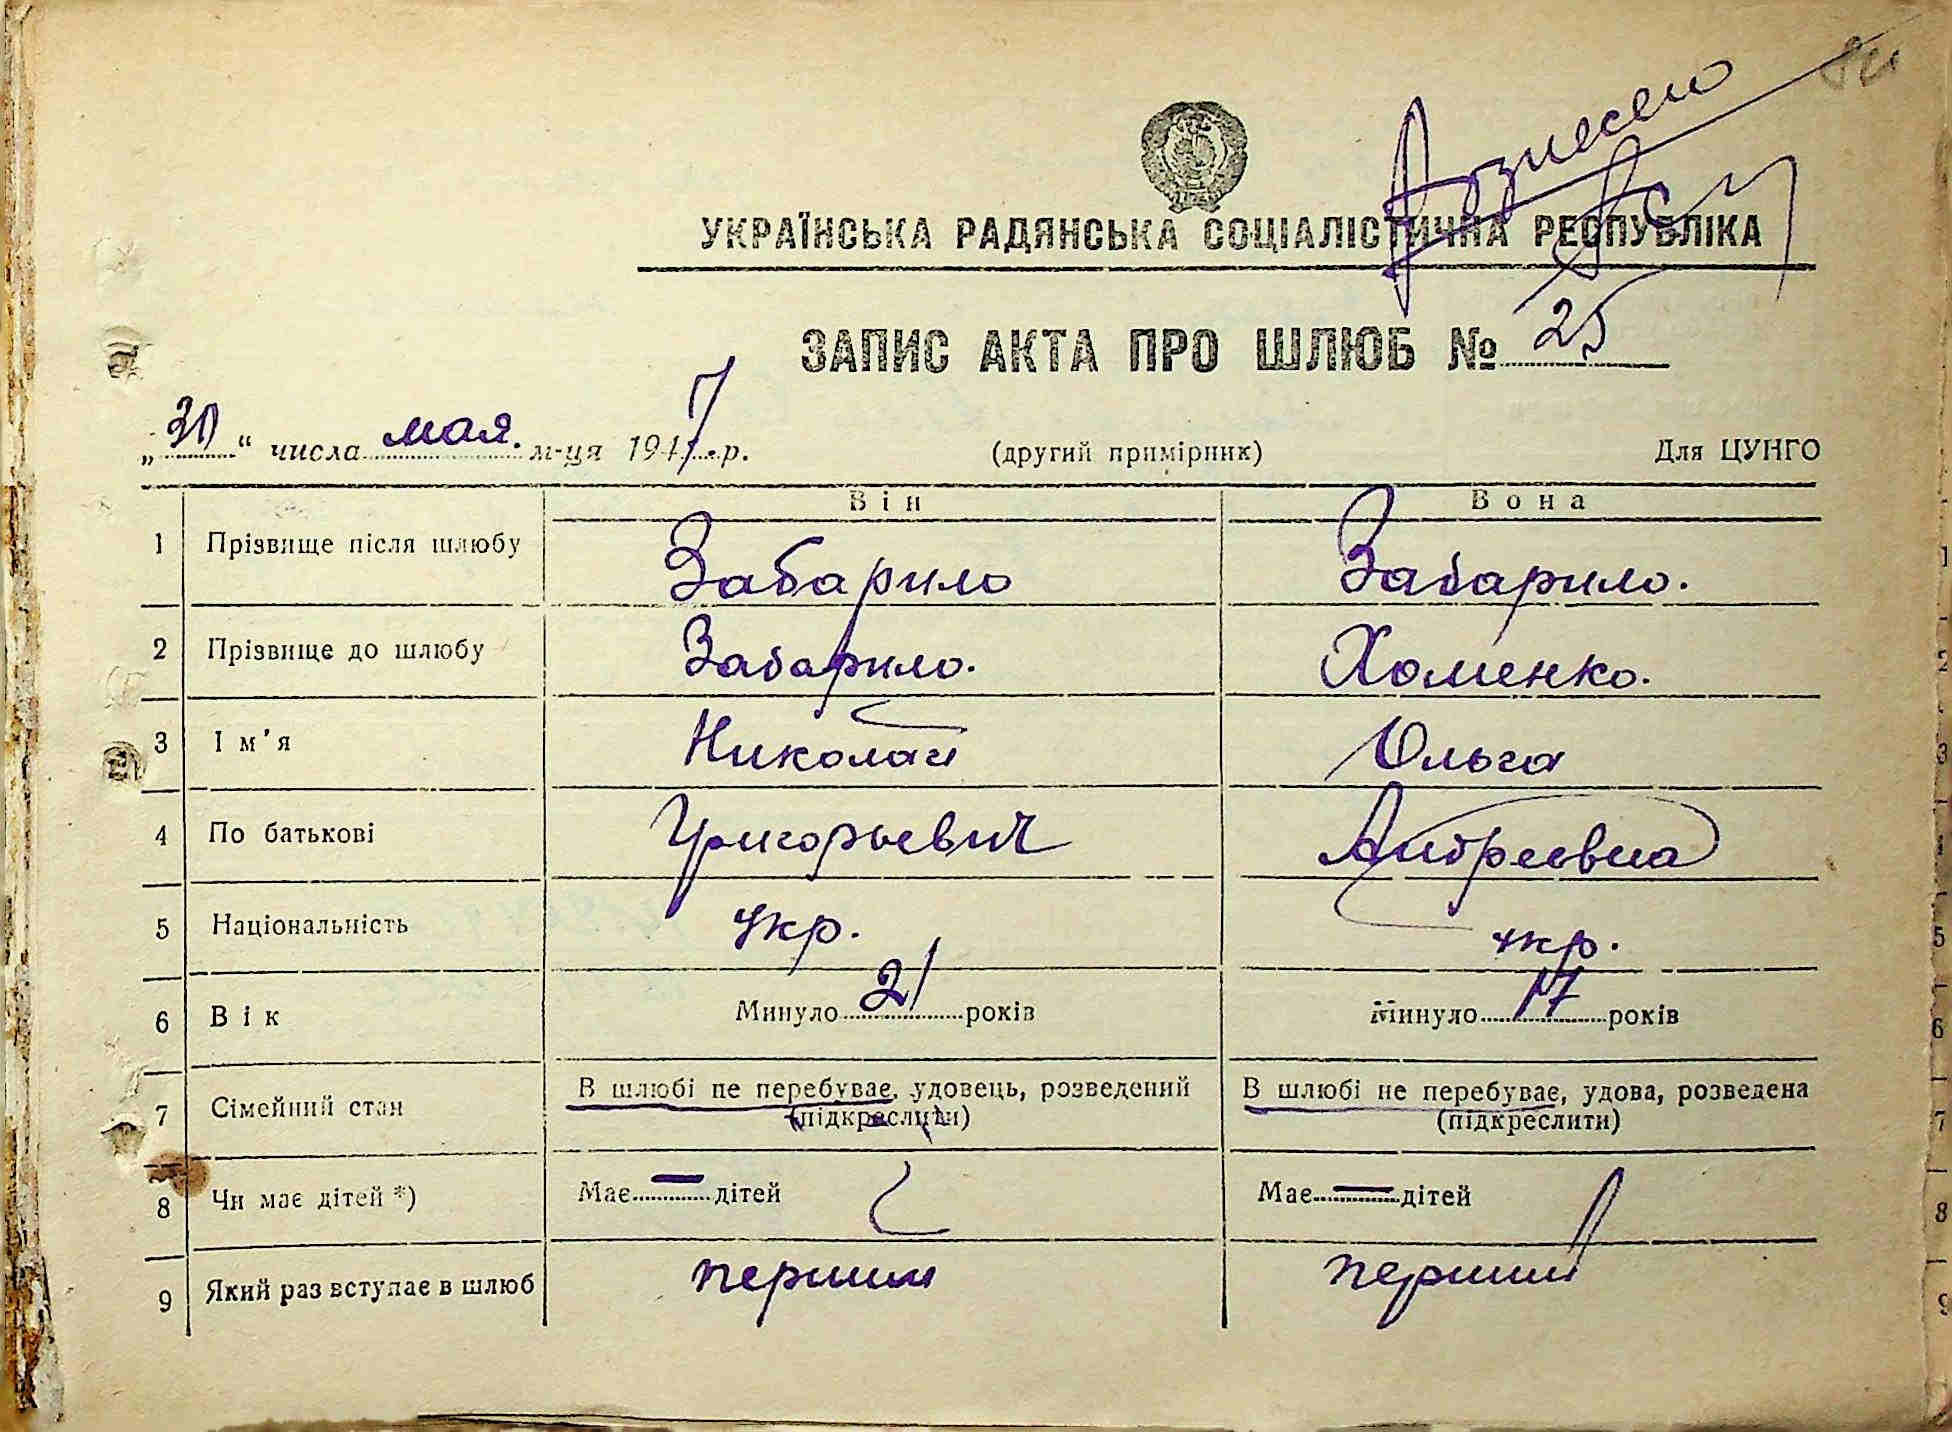 УКРАЇНСЬКА РАДЯНСЬКА СОЦІАЛІСТИЧНА РЕСПУБЛІКА
ЗАПИС АКТА ПРО ШЛЮБ № 25
„30“ числа мая. м-ця 1947.р. (другий примірник) Для ЦУНГО
Він Вона
1 Прізвище після шлюбу Забарило Забарило.
2 Прізвище до шлюбу Забарило. Хоменко.
3 Ім'я Николай Ольга
4 По батькові Григорьевич Андреевна
5 Національність укр. укр.
6 Вік Минуло 21 років Минуло 17 років
7 Сімейний стан В шлюбі не перебуває, удовець, розведений В шлюбі не перебуває, удова, розведена
(підкреслити) (підкреслити)
8 Чи має дітей *) Має — дітей Має — дітей
9 Який раз вступає в шлюб перший перший